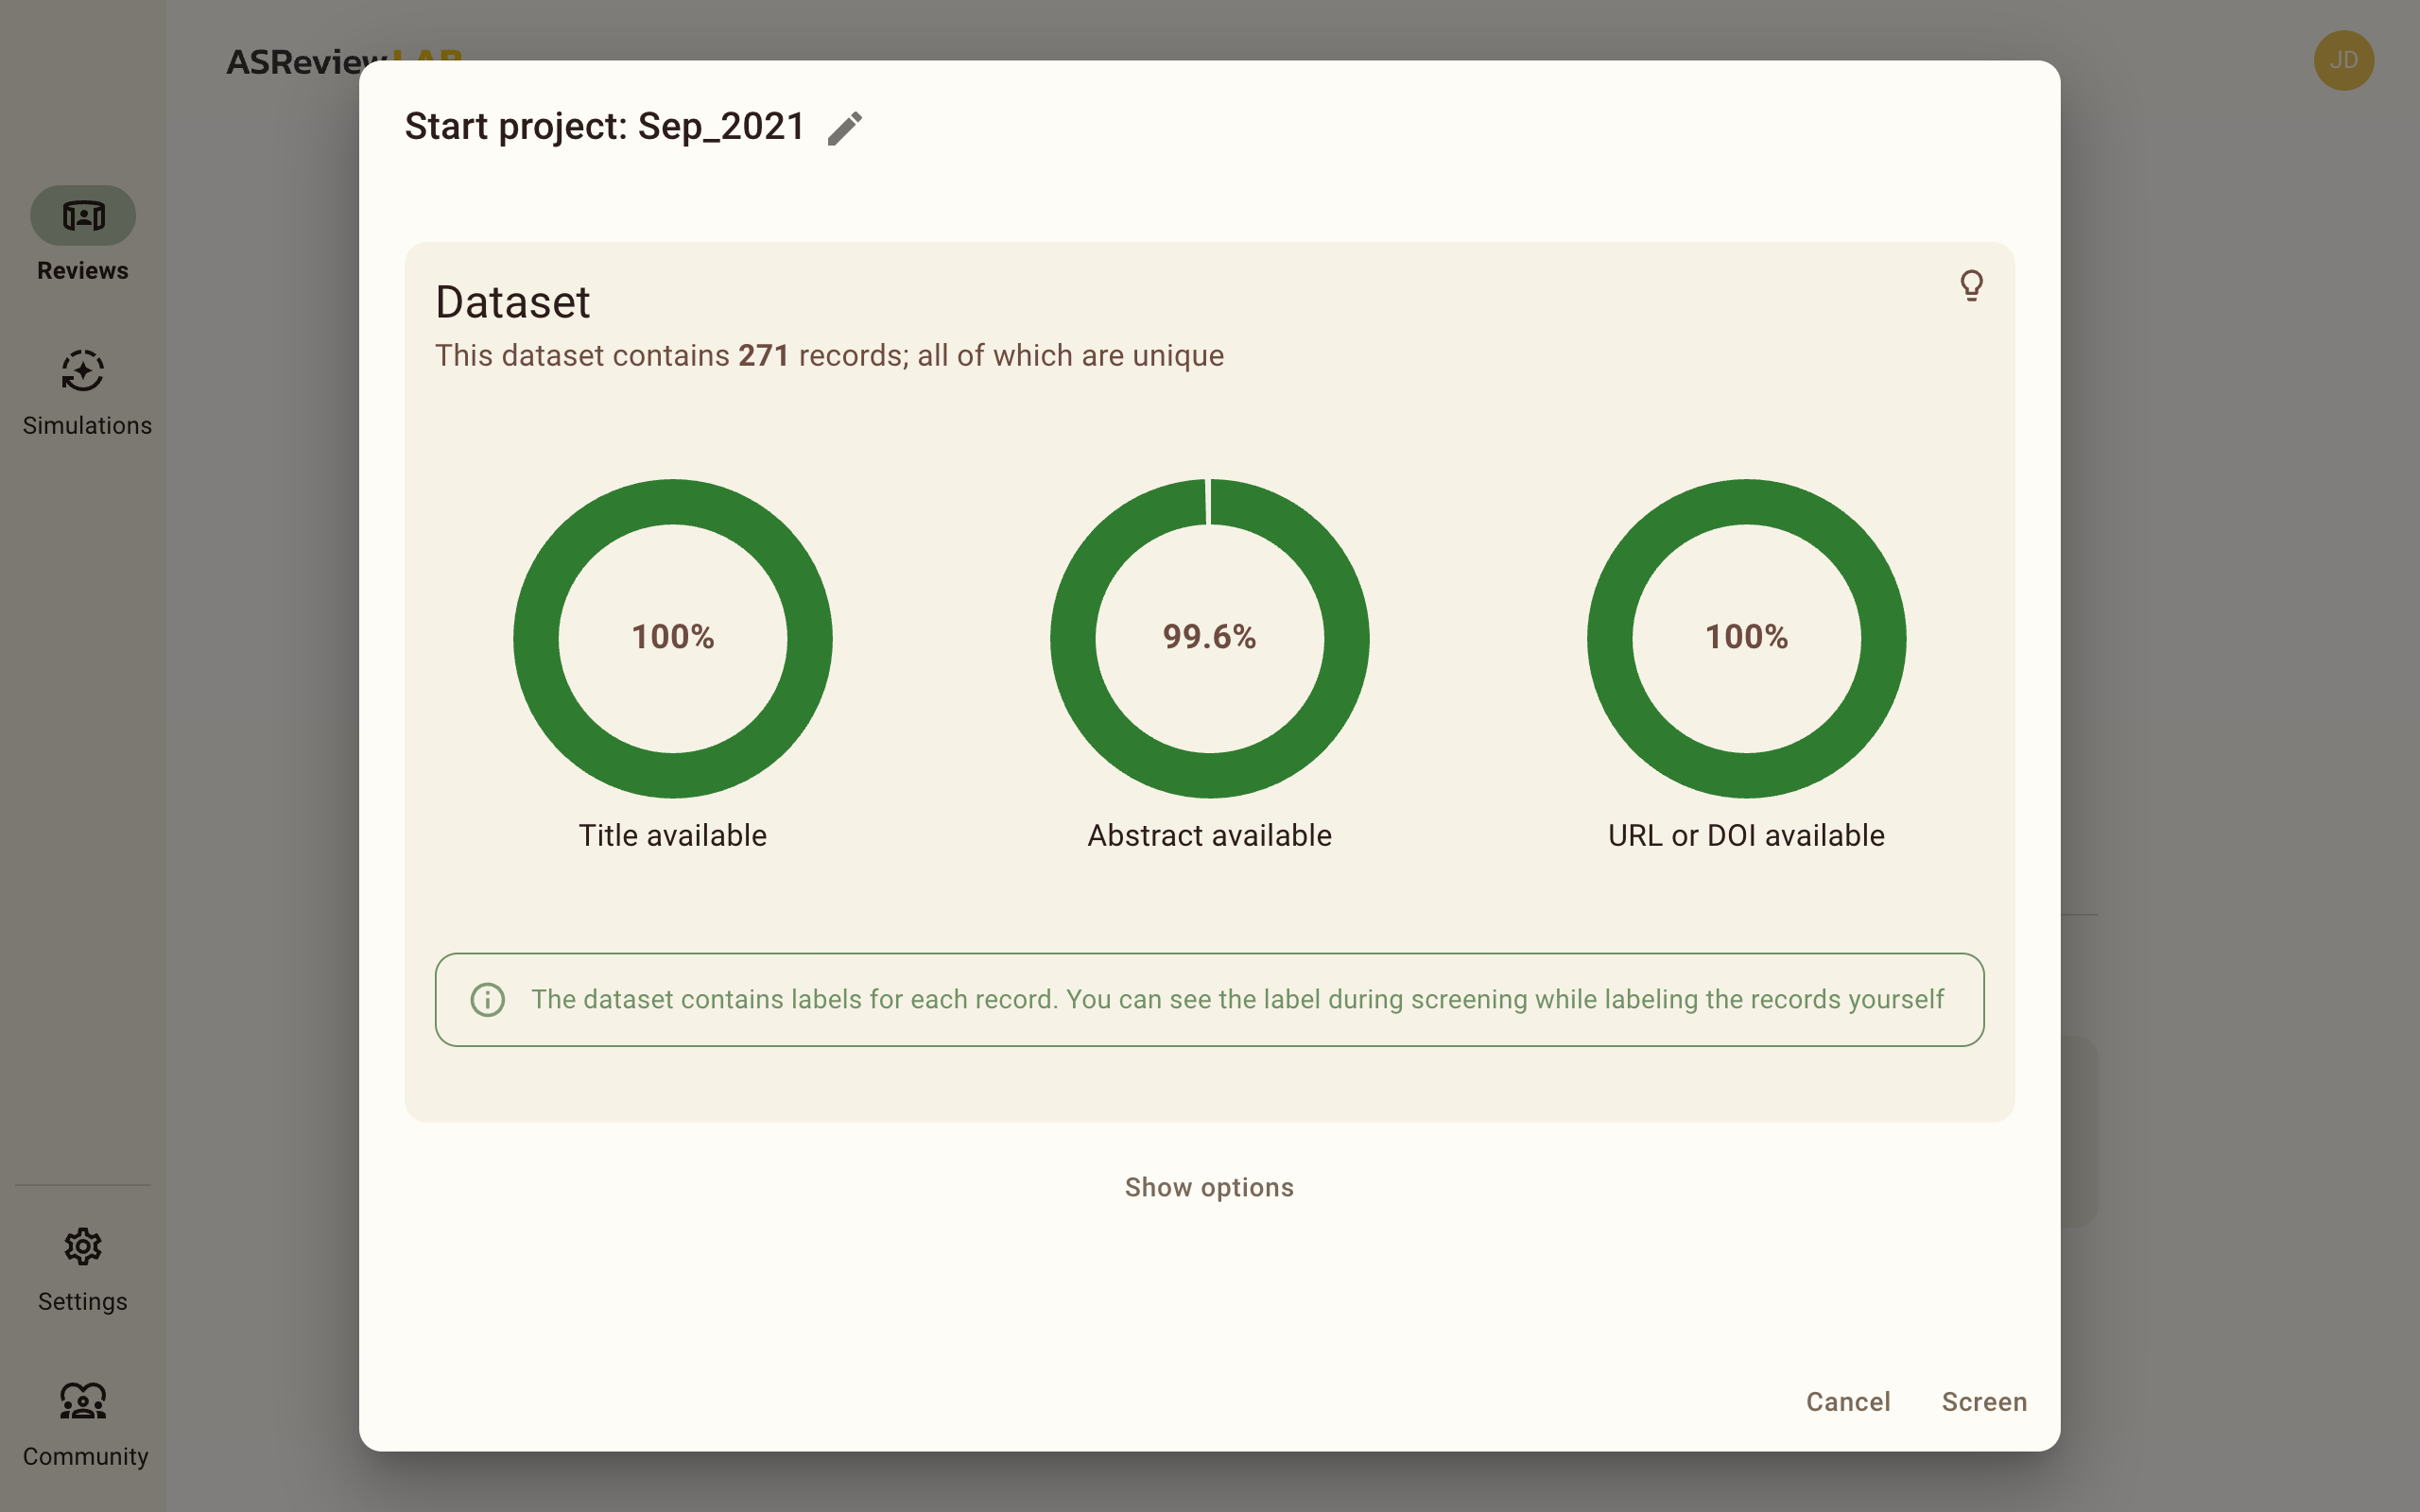 ASReview LAB
JD
Reviews
Simulations
Settings
Community
Start project: Sep_2021
Dataset
This dataset contains 271 records; all of which are unique
100%
99.6%
100%
Title available
Abstract available
URL or DOI available
The dataset contains labels for each record. You can see the label during screening while labeling the records yourself
Show options
Cancel
Screen